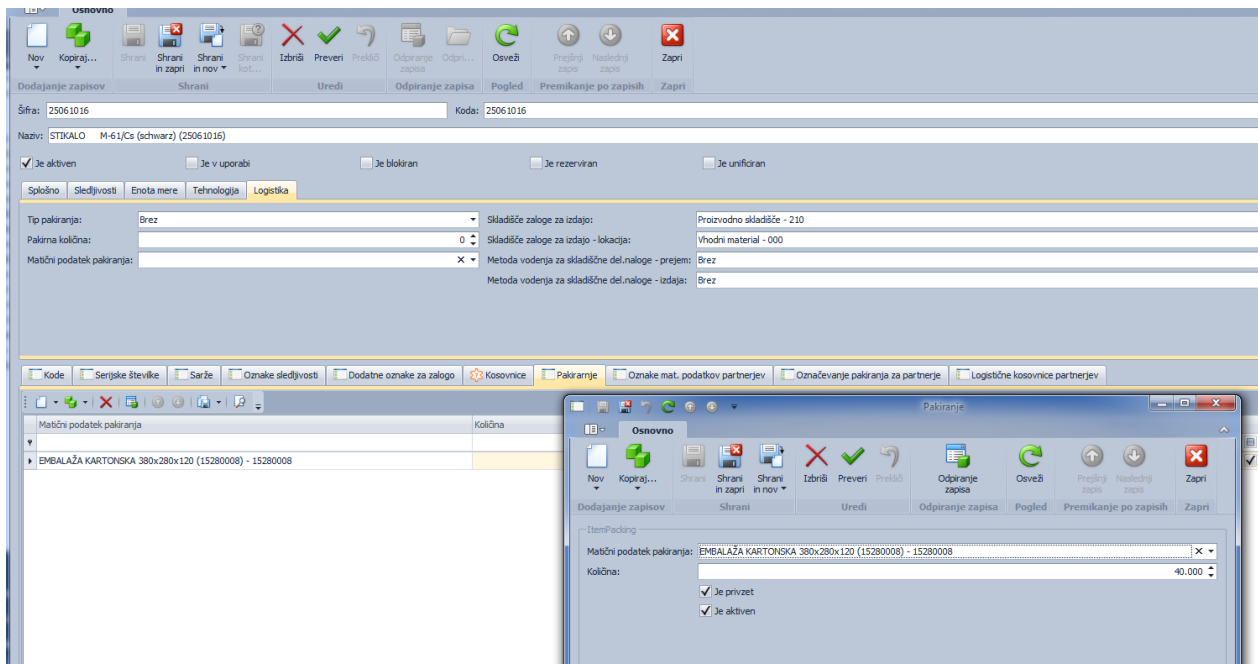 Osnovno
Nov Kopiraj... Shrani Shrani in zapri Shrani in nov Shrani kot... Izbriši Preveri Prekliči Odpiranje zapisa Odpri... Osveži Prejšnji zapis Naslednji zapis Zapri
Dodajanje zapisov Shrani Uredi Odpiranje zapisa Pogled Premikanje po zapisih Zapri
Šifra: 25061016 Koda: 25061016
Naziv: STIKALO M-61/Cs (schwarz) (25061016)
Je aktiven Je v uporabi Je blokiran Je rezerviran Je unificiran
Splošno Sledljivosti Enota mere Tehnologija Logistika
Tip pakiranja: Brez Skladišče zaloge za izdajo: Proizvodno skladišče - 210
Pakirna količina: 0 Skladišče zaloge za izdajo - lokacija: Vhodni material - 000
Matični podatek pakiranja: Metoda vodenja za skladiščne del.naloge - prejem: Brez
Metoda vodenja za skladiščne del.naloge - izdaja: Brez
Kode Serijske številke Sarže Oznake sledljivosti Dodatne oznake za zalogo Kosovnice Pakirarnje Oznake mat. podatkov partnerjev Označevanje pakiranja za partnerje Logistične kosovnice partnerjev
Matični podatek pakiranja Količina
EMBALAŽA KARTONSKA 380x280x120 (15280008) - 15280008
Pakiranje
Osnovno
Nov Kopiraj... Shrani Shrani in zapri Shrani in nov Izbriši Preveri Prekliči Odpiranje zapisa Osveži Prejšnji zapis Naslednji zapis Zapri
Dodajanje zapisov Shrani Uredi Odpiranje zapisa Pogled Premikanje po zapisih Zapri
ItemPacking
Matični podatek pakiranja: EMBALAŽA KARTONSKA 380x280x120 (15280008) - 15280008
Količina: 40.000
Je privzet
Je aktiven